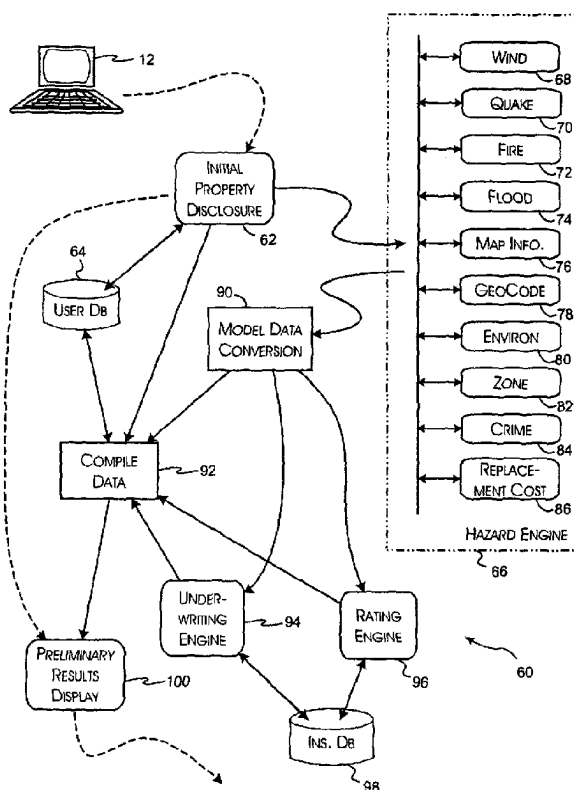 12
INITIAL
PROPERTY
DISCLOSURE
62
64
USER DB
90
MODEL DATA
CONVERSION
COMPILE
DATA
92
UNDER-
WRITING
ENGINE
94
RATING
ENGINE
96
PRELIMINARY
RESULTS
DISPLAY
100
INS. DB
98
60
WIND
68
QUAKE
70
FIRE
72
FLOOD
74
MAP INFO.
76
GEOCODE
78
ENVIRON
80
ZONE
82
CRIME
84
REPLACE-
MENT COST
86
HAZARD ENGINE
66